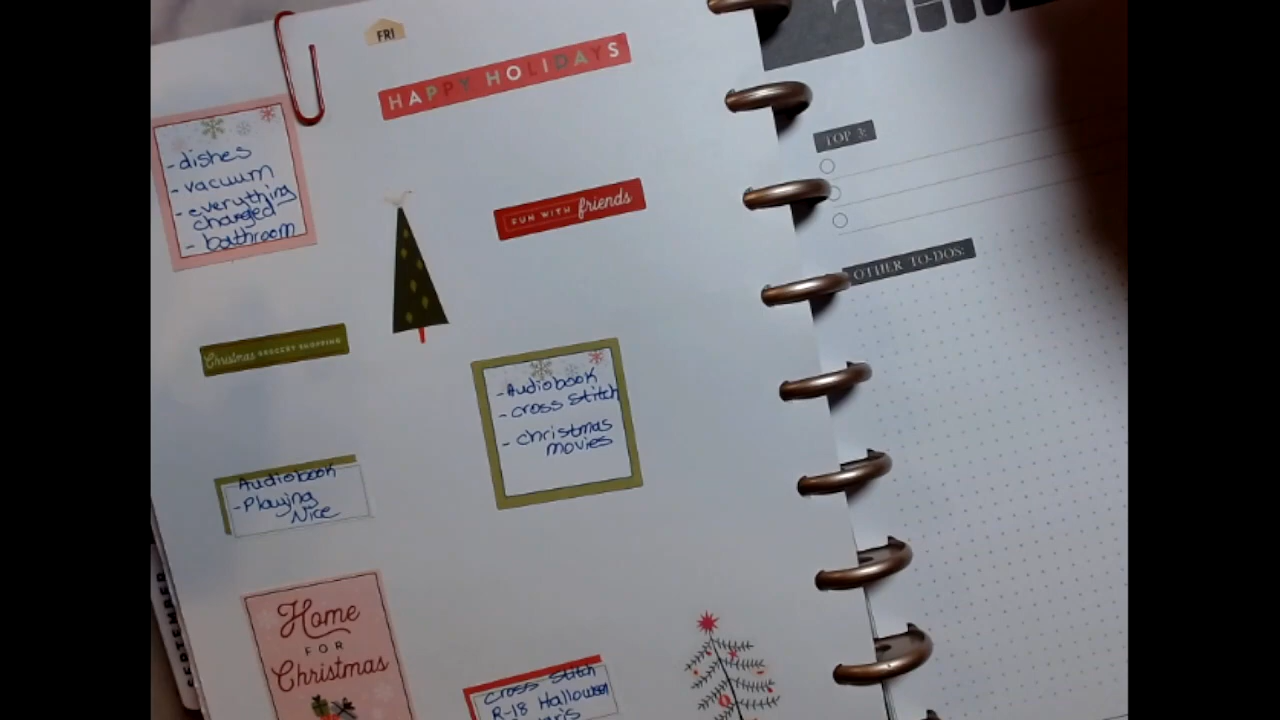 FRI
HAPPY HOLIDAYS
- dishes
- vacuum
- everything
charged
- bathroom
FUN WITH friends
TOP 3:
OTHER TO-DOS:
Christmas GROCERY SHOPPING
- Audiobook
- cross stitch
- christmas
movies
Audiobook
- Playing
Nice
Home
FOR
Christmas
cross stitch
R-18 Halloween
SEPTEMBER